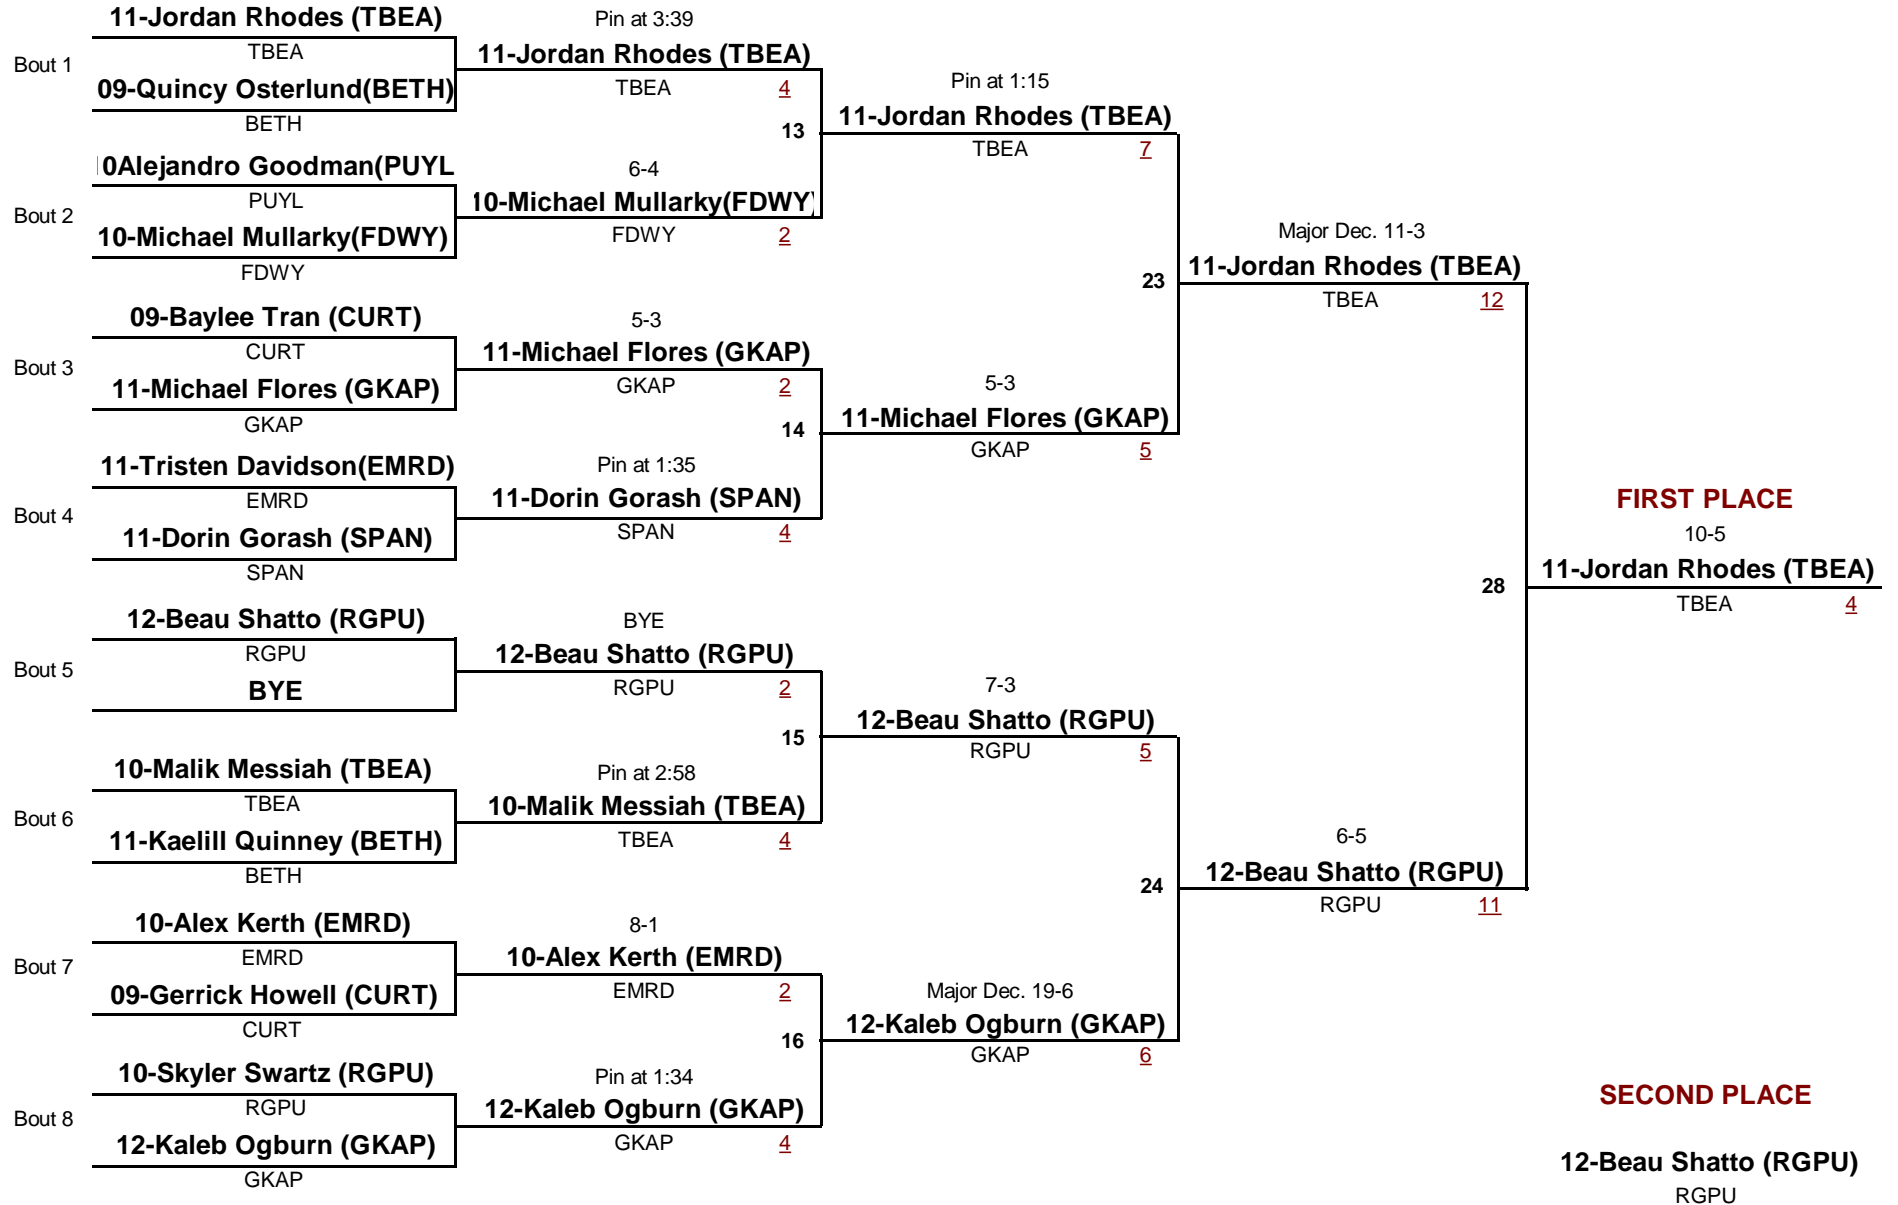 11-Jordan Rhodes (TBEA)
Bout 1
TBEA
09-Quincy Osterlund(BETH)
BETH
Pin at 3:39
11-Jordan Rhodes (TBEA)
TBEA 4
0Alejandro Goodman(PUYL
Bout 2
PUYL
10-Michael Mullarky(FDWY)
FDWY
6-4
10-Michael Mullarky(FDWY)
FDWY 2
13
Pin at 1:15
11-Jordan Rhodes (TBEA)
TBEA 7
09-Baylee Tran (CURT)
Bout 3
CURT
11-Michael Flores (GKAP)
GKAP
5-3
11-Michael Flores (GKAP)
GKAP 2
11-Tristen Davidson(EMRD)
Bout 4
EMRD
11-Dorin Gorash (SPAN)
SPAN
Pin at 1:35
11-Dorin Gorash (SPAN)
SPAN 4
14
5-3
11-Michael Flores (GKAP)
GKAP 5
23
Major Dec. 11-3
11-Jordan Rhodes (TBEA)
TBEA 12
12-Beau Shatto (RGPU)
Bout 5
RGPU
BYE
BYE
12-Beau Shatto (RGPU)
RGPU 2
10-Malik Messiah (TBEA)
Bout 6
TBEA
11-Kaelill Quinney (BETH)
BETH
Pin at 2:58
10-Malik Messiah (TBEA)
TBEA 4
15
7-3
12-Beau Shatto (RGPU)
RGPU 5
10-Alex Kerth (EMRD)
Bout 7
EMRD
09-Gerrick Howell (CURT)
CURT
8-1
10-Alex Kerth (EMRD)
EMRD 2
10-Skyler Swartz (RGPU)
Bout 8
RGPU
12-Kaleb Ogburn (GKAP)
GKAP
Pin at 1:34
12-Kaleb Ogburn (GKAP)
GKAP 4
16
Major Dec. 19-6
12-Kaleb Ogburn (GKAP)
GKAP 6
24
6-5
12-Beau Shatto (RGPU)
RGPU 11
28
FIRST PLACE
10-5
11-Jordan Rhodes (TBEA)
TBEA 4
SECOND PLACE
12-Beau Shatto (RGPU)
RGPU